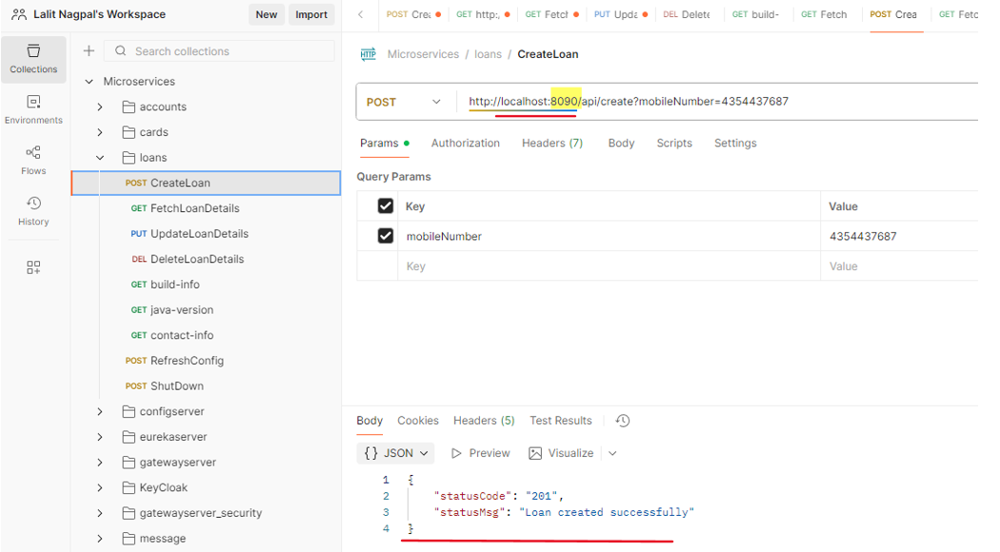 Lalit Nagpal's Workspace
New
Import
Collections
Environments
Flows
History
Search collections
Microservices
accounts
cards
loans
POST CreateLoan
GET FetchLoanDetails
PUT UpdateLoanDetails
DEL DeleteLoanDetails
GET build-info
GET java-version
GET contact-info
POST RefreshConfig
POST ShutDown
configserver
eurekaserver
gatewayserver
KeyCloak
gatewayserver_security
message
POST Crea GET http:, GET Fetch PUT Upda DEL Delete GET build- GET Fetch POST Crea GET Fetc
HTTP Microservices / loans / CreateLoan
POST http://localhost:8090/api/create?mobileNumber=4354437687
Params Authorization Headers (7) Body Scripts Settings
Query Params
Key Value
mobileNumber 4354437687
Key Value
Body Cookies Headers (5) Test Results
{} JSON Preview Visualize
1 {
2 "statusCode": "201",
3 "statusMsg": "Loan created successfully"
4 }